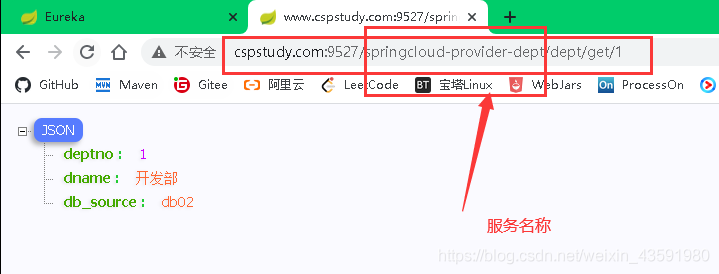 Eureka
www.cspstudy.com:9527/sprin
不安全 cspstudy.com:9527/springcloud-provider-dept/dept/get/1
GitHub Maven Gitee 阿里云 LeetCode 宝塔Linux WebJars ProcessOn
JSON
deptno : 1
dname : 开发部
db_source : db02
服务名称
https://blog.csdn.net/weixin_43591980